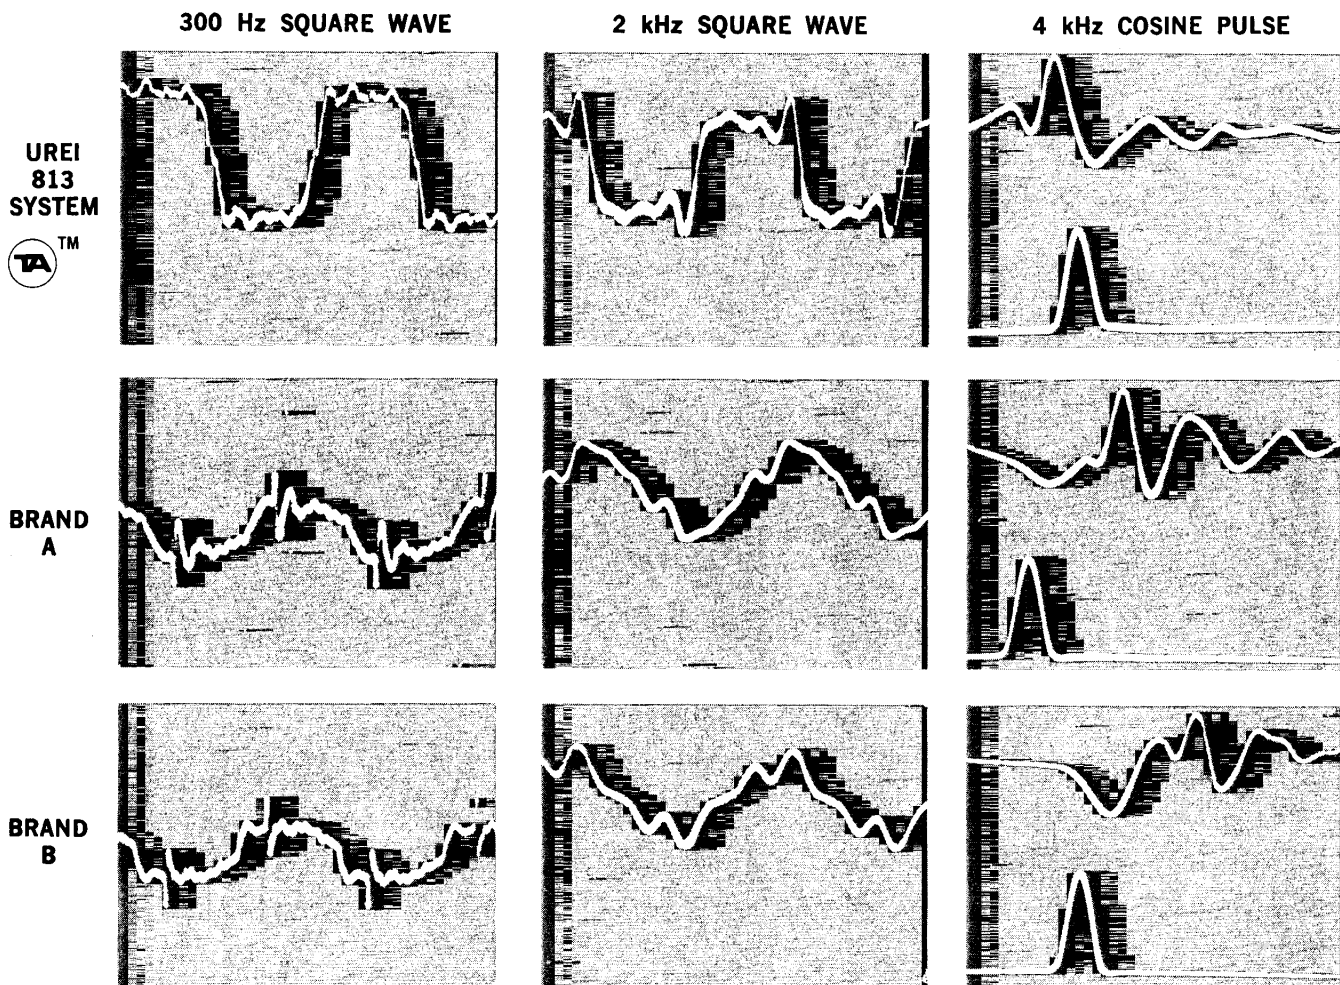 300 Hz SQUARE WAVE
2 kHz SQUARE WAVE
4 kHz COSINE PULSE
UREI
813
SYSTEM
TA TM
BRAND
A
BRAND
B